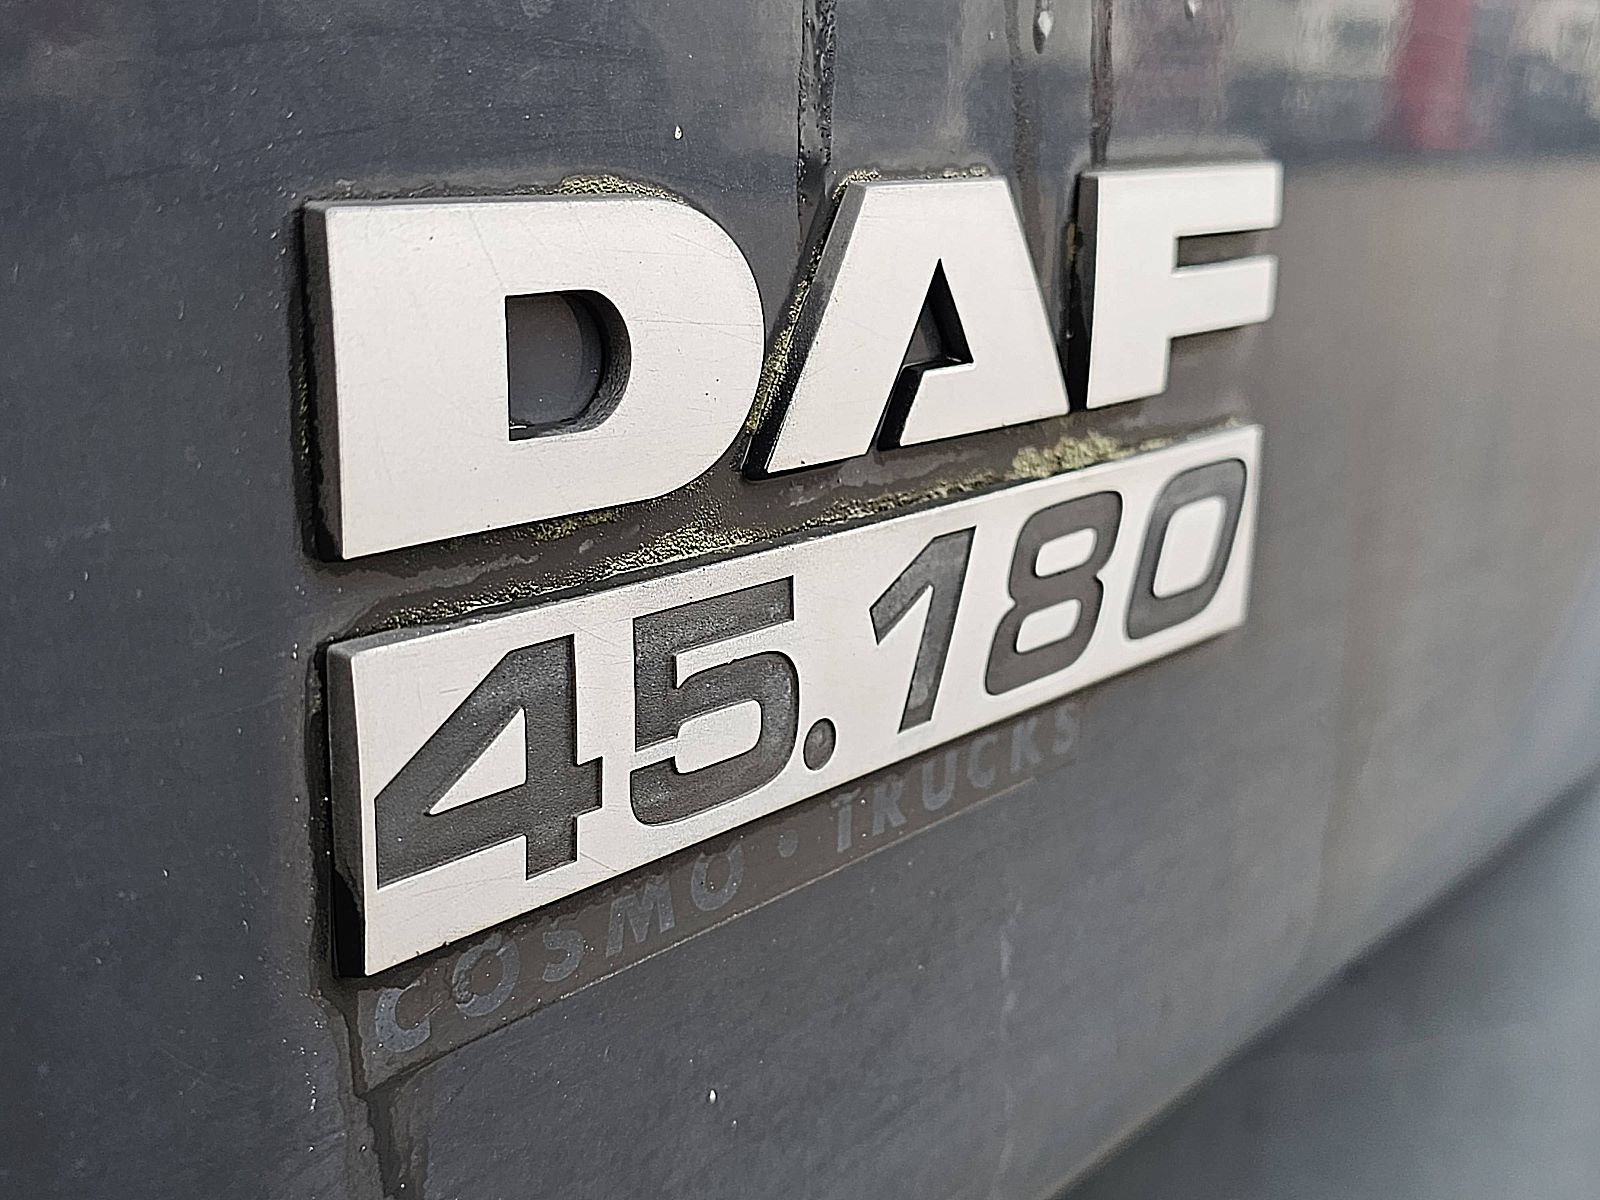 DAF
45.180
COSMO • TRUCKS